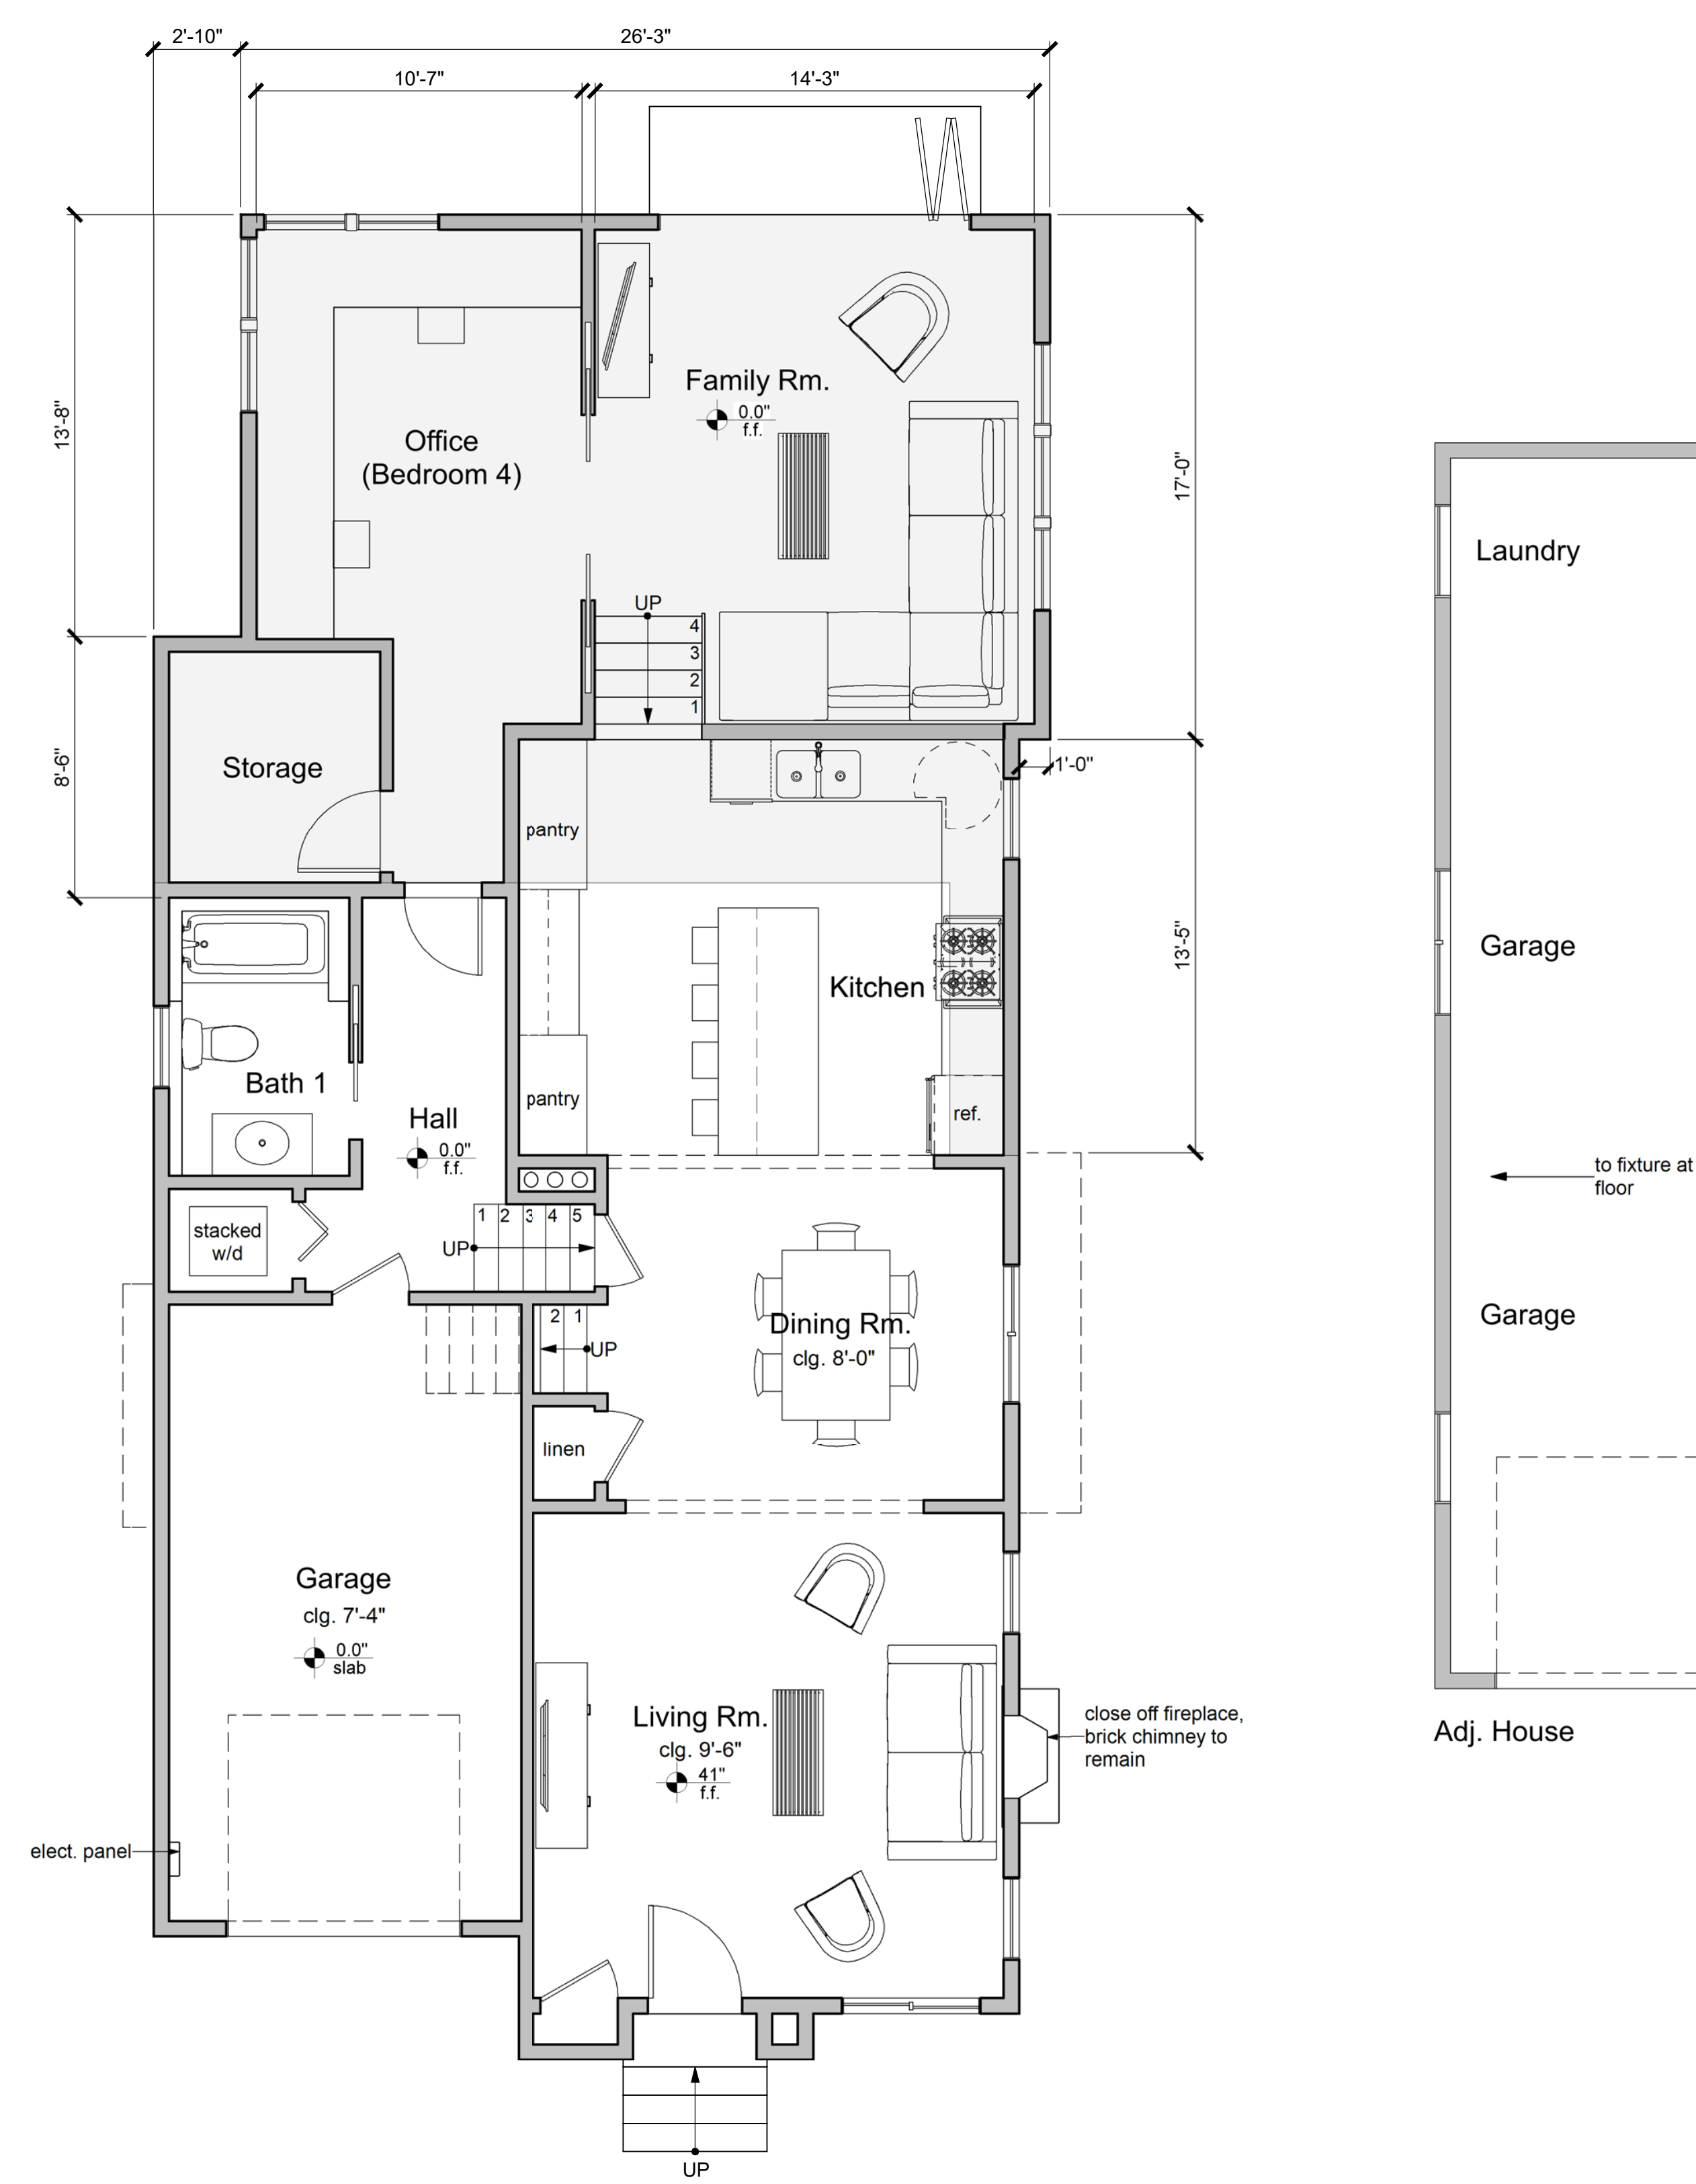 2'-10"
26'-3"
10'-7"
14'-3"
13'-8"
8'-6"
17'-0"
13'-5"
1'-0"
Family Rm.
0.0"
f.f.
Office
(Bedroom 4)
UP
4
3
2
1
Storage
pantry
Kitchen
pantry
ref.
Bath 1
Hall
0.0"
f.f.
stacked
w/d
UP
1
2
3
4
5
2
1
UP
Dining Rm.
clg. 8'-0"
linen
Garage
clg. 7'-4"
0.0"
slab
Living Rm.
clg. 9'-6"
41"
f.f.
close off fireplace,
brick chimney to
remain
elect. panel
UP
Laundry
Garage
to fixture at
floor
Garage
Adj. House